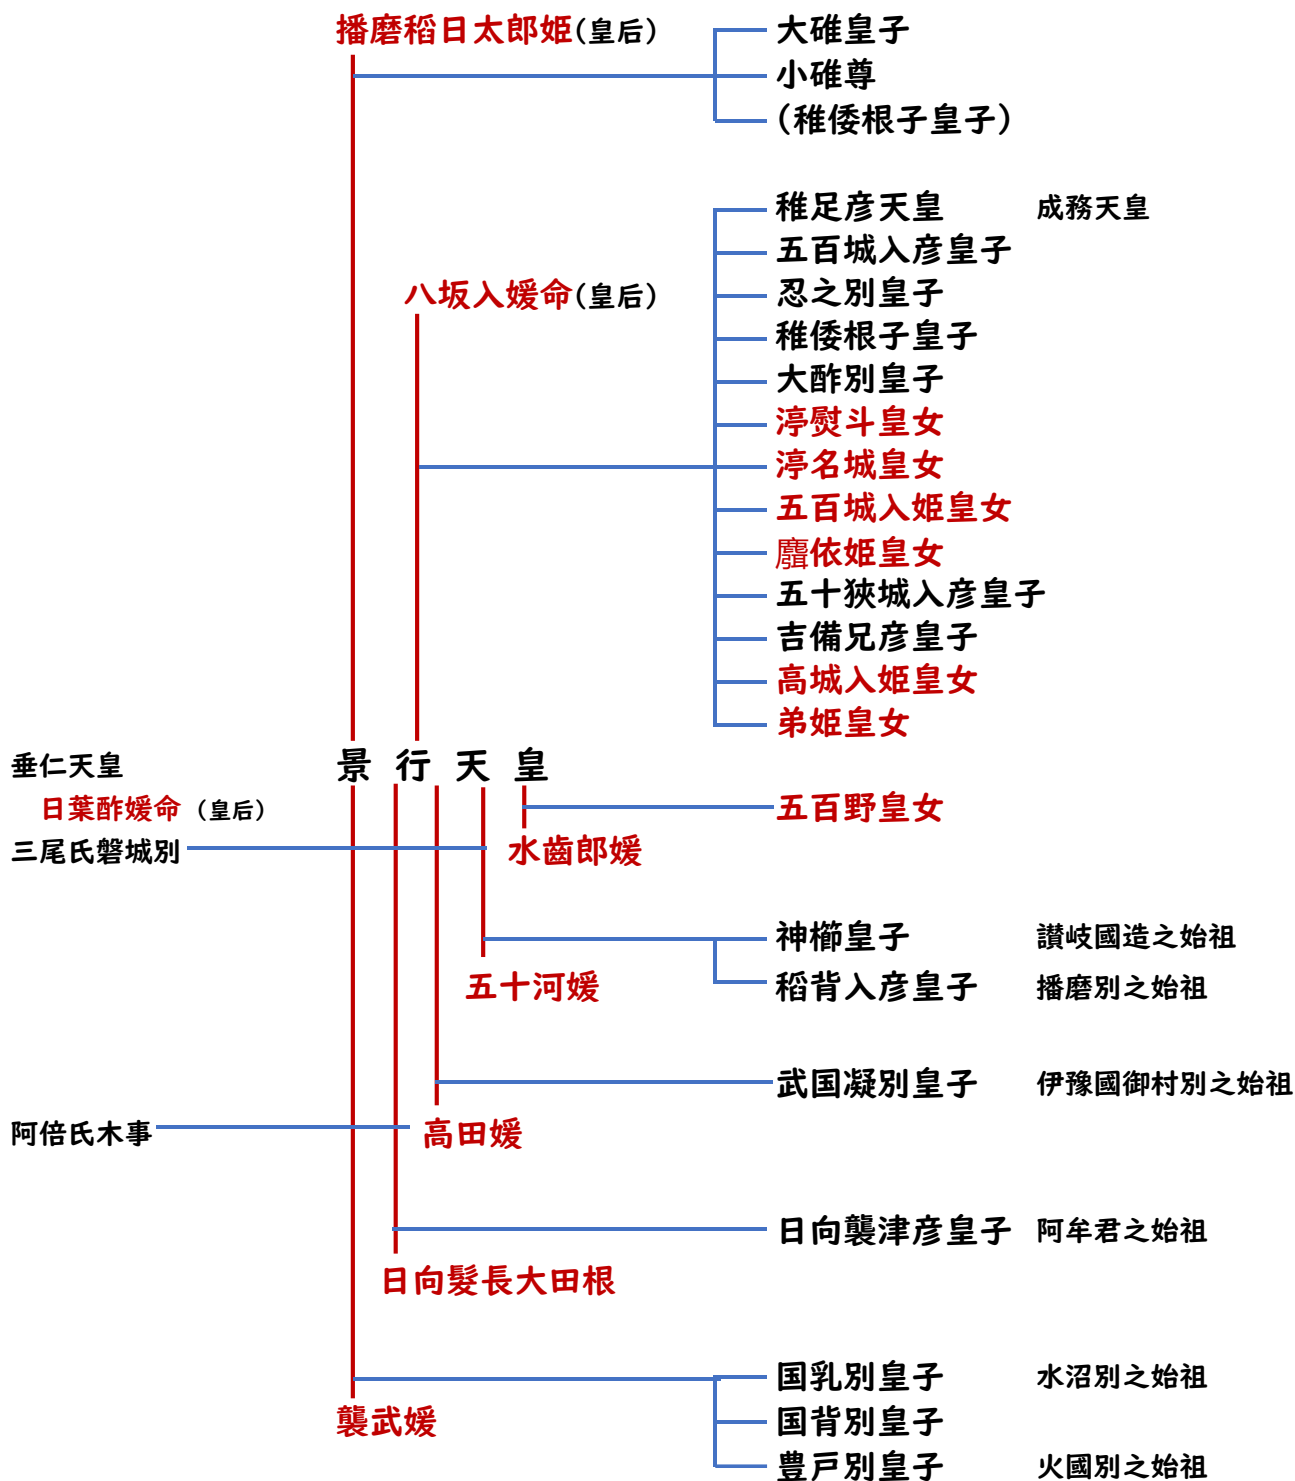 播磨稻日太郎姫(皇后)
大碓皇子
小碓尊
(稚倭根子皇子)
稚足彦天皇 成務天皇
五百城入彦皇子
忍之別皇子
八坂入媛命(皇后)
稚倭根子皇子
大酢別皇子
渟熨斗皇女
渟名城皇女
五百城入姫皇女
麛依姫皇女
五十狹城入彦皇子
吉備兄彦皇子
高城入姫皇女
弟姫皇女
垂仁天皇
景行天皇
日葉酢媛命(皇后)
五百野皇女
三尾氏磐城別
水齒郎媛
神櫛皇子 讃岐國造之始祖
五十河媛
稻背入彦皇子 播磨別之始祖
武国凝別皇子 伊豫國御村別之始祖
阿倍氏木事
高田媛
日向襲津彦皇子 阿牟君之始祖
日向髪長大田根
国乳別皇子 水沼別之始祖
襲武媛
国背別皇子
豊戸別皇子 火國別之始祖